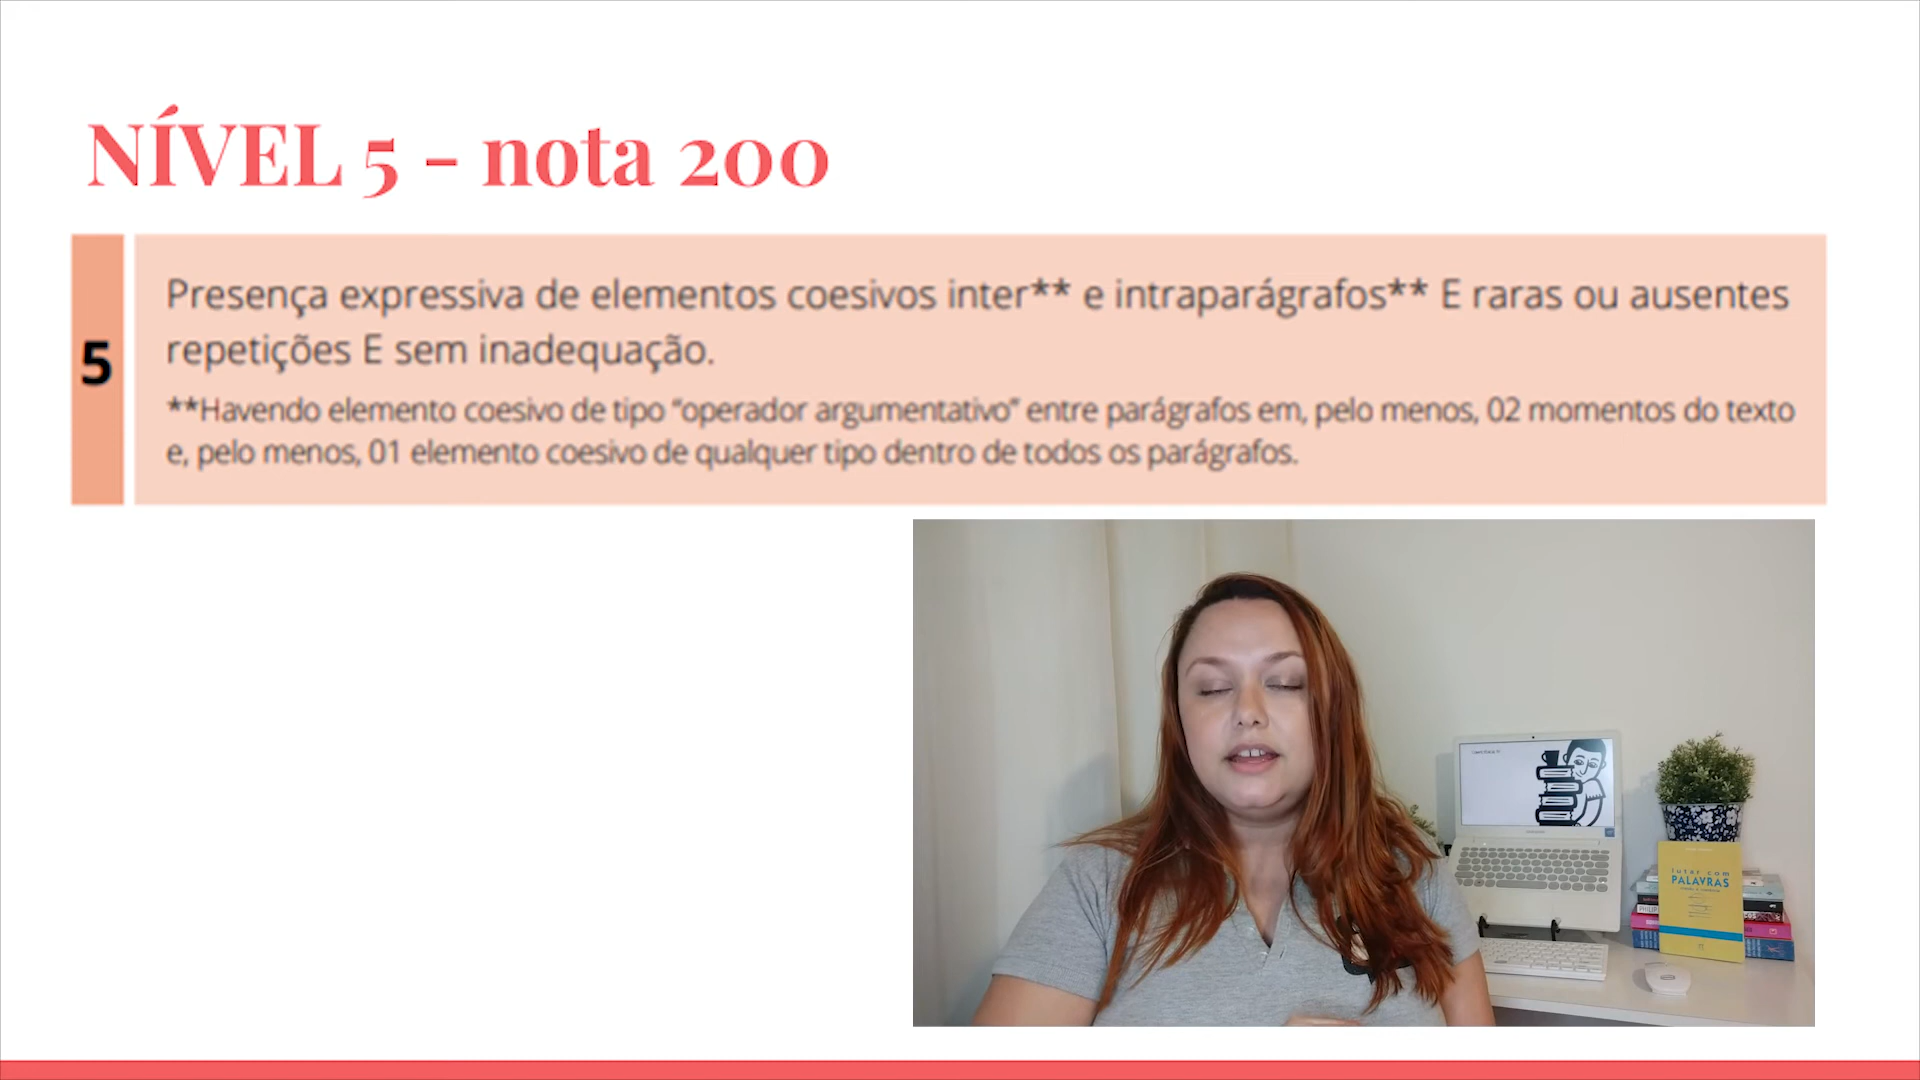 NÍVEL 5 - nota 200
5
Presença expressiva de elementos coesivos inter** e intraparágrafos** E raras ou ausentes
repetições E sem inadequação.
**Havendo elemento coesivo de tipo “operador argumentativo” entre parágrafos em, pelo menos, 02 momentos do texto
e, pelo menos, 01 elemento coesivo de qualquer tipo dentro de todos os parágrafos.
lutar com
PALAVRAS